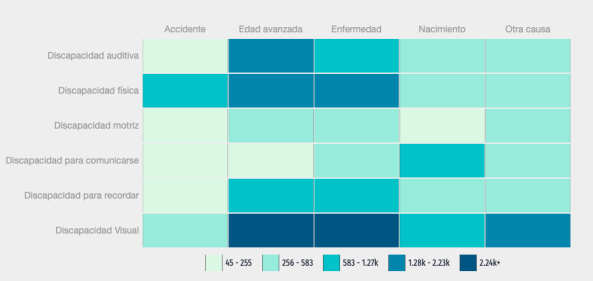 Accidente Edad avanzada Enfermedad Nacimiento Otra causa
Discapacidad auditiva
Discapacidad física
Discapacidad motriz
Discapacidad para comunicarse
Discapacidad para recordar
Discapacidad Visual
45 - 255 256 - 583 583 - 1.27k 1.28k - 2.23k 2.24k+